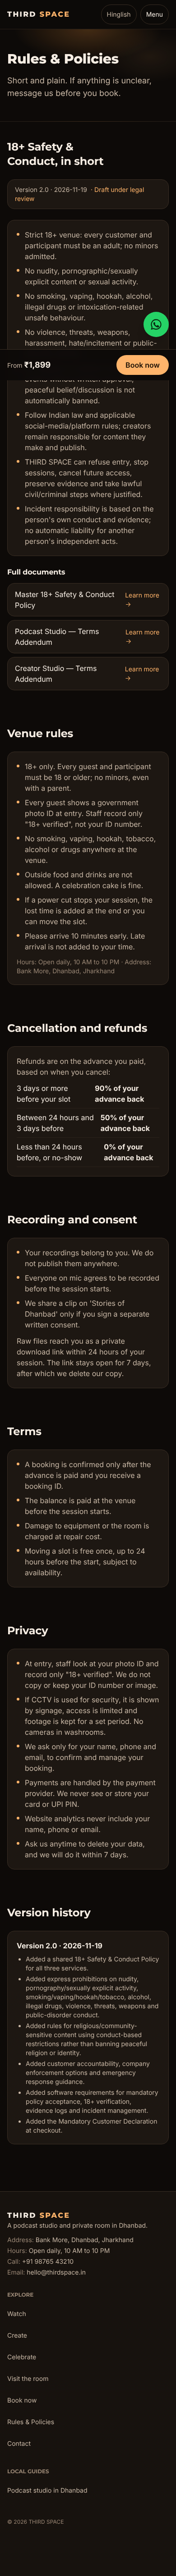 THIRD SPACE
Hinglish
Menu
Rules & Policies
Short and plain. If anything is unclear,
message us before you book.
18+ Safety &
Conduct, in short
Version 2.0 · 2026-11-19 · Draft under legal
review
Strict 18+ venue: every customer and
participant must be an adult; no minors
admitted.
No nudity, pornographic/sexually
explicit content or sexual activity.
No smoking, vaping, hookah, alcohol,
illegal drugs or intoxication-related
unsafe behaviour.
No violence, threats, weapons,
harassment, hate/incitement or public-
From ₹1,899
Book now
events without written approval;
peaceful belief/discussion is not
automatically banned.
Follow Indian law and applicable
social-media/platform rules; creators
remain responsible for content they
make and publish.
THIRD SPACE can refuse entry, stop
sessions, cancel future access,
preserve evidence and take lawful
civil/criminal steps where justified.
Incident responsibility is based on the
person's own conduct and evidence;
no automatic liability for another
person's independent acts.
Full documents
Master 18+ Safety & Conduct
Policy
Learn more
→
Podcast Studio — Terms
Addendum
Learn more
→
Creator Studio — Terms
Addendum
Learn more
→
Venue rules
18+ only. Every guest and participant
must be 18 or older; no minors, even
with a parent.
Every guest shows a government
photo ID at entry. Staff record only
"18+ verified", not your ID number.
No smoking, vaping, hookah, tobacco,
alcohol or drugs anywhere at the
venue.
Outside food and drinks are not
allowed. A celebration cake is fine.
If a power cut stops your session, the
lost time is added at the end or you
can move the slot.
Please arrive 10 minutes early. Late
arrival is not added to your time.
Hours: Open daily, 10 AM to 10 PM · Address:
Bank More, Dhanbad, Jharkhand
Cancellation and refunds
Refunds are on the advance you paid,
based on when you cancel:
3 days or more
before your slot
90% of your
advance back
Between 24 hours and
3 days before
50% of your
advance back
Less than 24 hours
before, or no-show
0% of your
advance back
Recording and consent
Your recordings belong to you. We do
not publish them anywhere.
Everyone on mic agrees to be recorded
before the session starts.
We share a clip on 'Stories of
Dhanbad' only if you sign a separate
written consent.
Raw files reach you as a private
download link within 24 hours of your
session. The link stays open for 7 days,
after which we delete our copy.
Terms
A booking is confirmed only after the
advance is paid and you receive a
booking ID.
The balance is paid at the venue
before the session starts.
Damage to equipment or the room is
charged at repair cost.
Moving a slot is free once, up to 24
hours before the start, subject to
availability.
Privacy
At entry, staff look at your photo ID and
record only "18+ verified". We do not
copy or keep your ID number or image.
If CCTV is used for security, it is shown
by signage, access is limited and
footage is kept for a set period. No
cameras in washrooms.
We ask only for your name, phone and
email, to confirm and manage your
booking.
Payments are handled by the payment
provider. We never see or store your
card or UPI PIN.
Website analytics never include your
name, phone or email.
Ask us anytime to delete your data,
and we will do it within 7 days.
Version history
Version 2.0 · 2026-11-19
Added a shared 18+ Safety & Conduct Policy
for all three services.
Added express prohibitions on nudity,
pornography/sexually explicit activity,
smoking/vaping/hookah/tobacco, alcohol,
illegal drugs, violence, threats, weapons and
public-disorder conduct.
Added rules for religious/community-
sensitive content using conduct-based
restrictions rather than banning peaceful
religion or identity.
Added customer accountability, company
enforcement options and emergency
response guidance.
Added software requirements for mandatory
policy acceptance, 18+ verification,
evidence logs and incident management.
Added the Mandatory Customer Declaration
at checkout.
THIRD SPACE
A podcast studio and private room in Dhanbad.
Address: Bank More, Dhanbad, Jharkhand
Hours: Open daily, 10 AM to 10 PM
Call: +91 98765 43210
Email: hello@thirdspace.in
EXPLORE
Watch
Create
Celebrate
Visit the room
Book now
Rules & Policies
Contact
LOCAL GUIDES
Podcast studio in Dhanbad
© 2026 THIRD SPACE